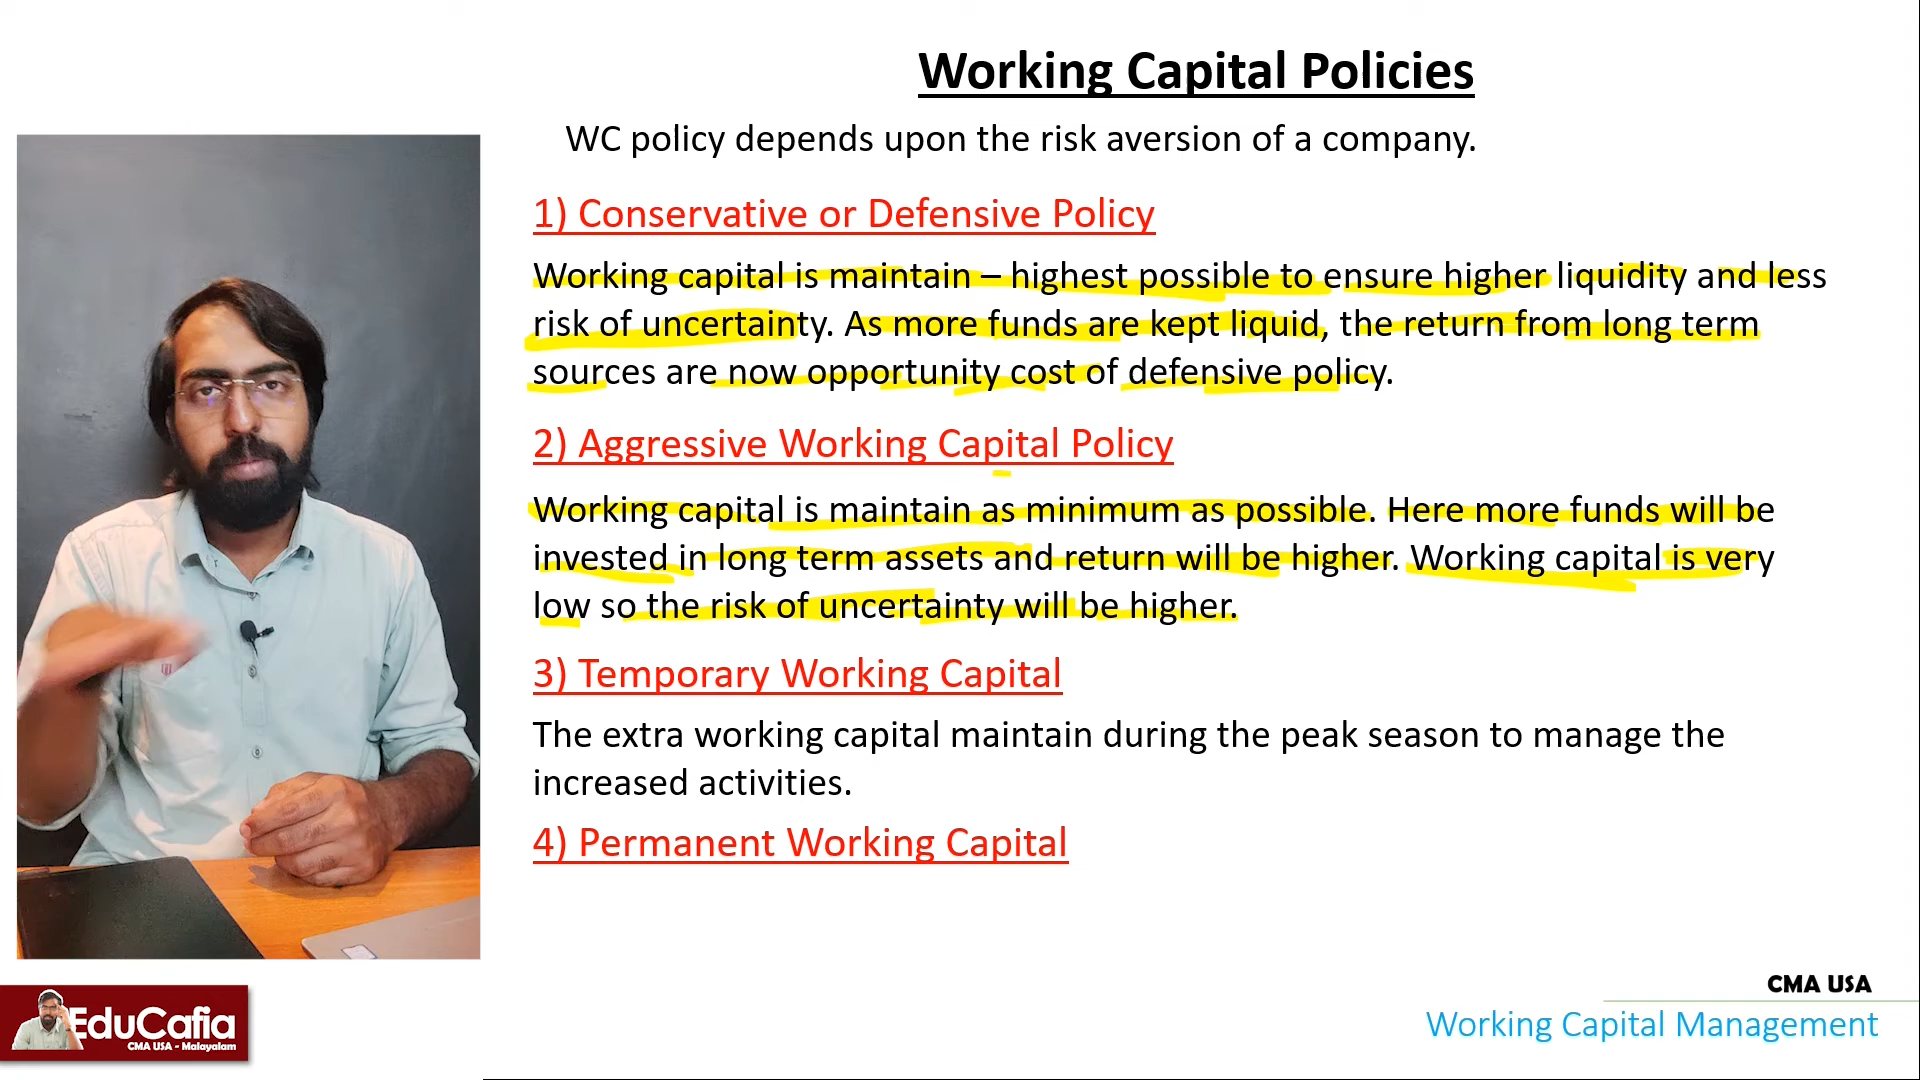 Working Capital Policies
WC policy depends upon the risk aversion of a company.
1) Conservative or Defensive Policy
Working capital is maintain – highest possible to ensure higher liquidity and less
risk of uncertainty. As more funds are kept liquid, the return from long term
sources are now opportunity cost of defensive policy.
2) Aggressive Working Capital Policy
Working capital is maintain as minimum as possible. Here more funds will be
invested in long term assets and return will be higher. Working capital is very
low so the risk of uncertainty will be higher.
3) Temporary Working Capital
The extra working capital maintain during the peak season to manage the
increased activities.
4) Permanent Working Capital
CMA USA
Working Capital Management
EduCafia
CMA USA - Malayalam